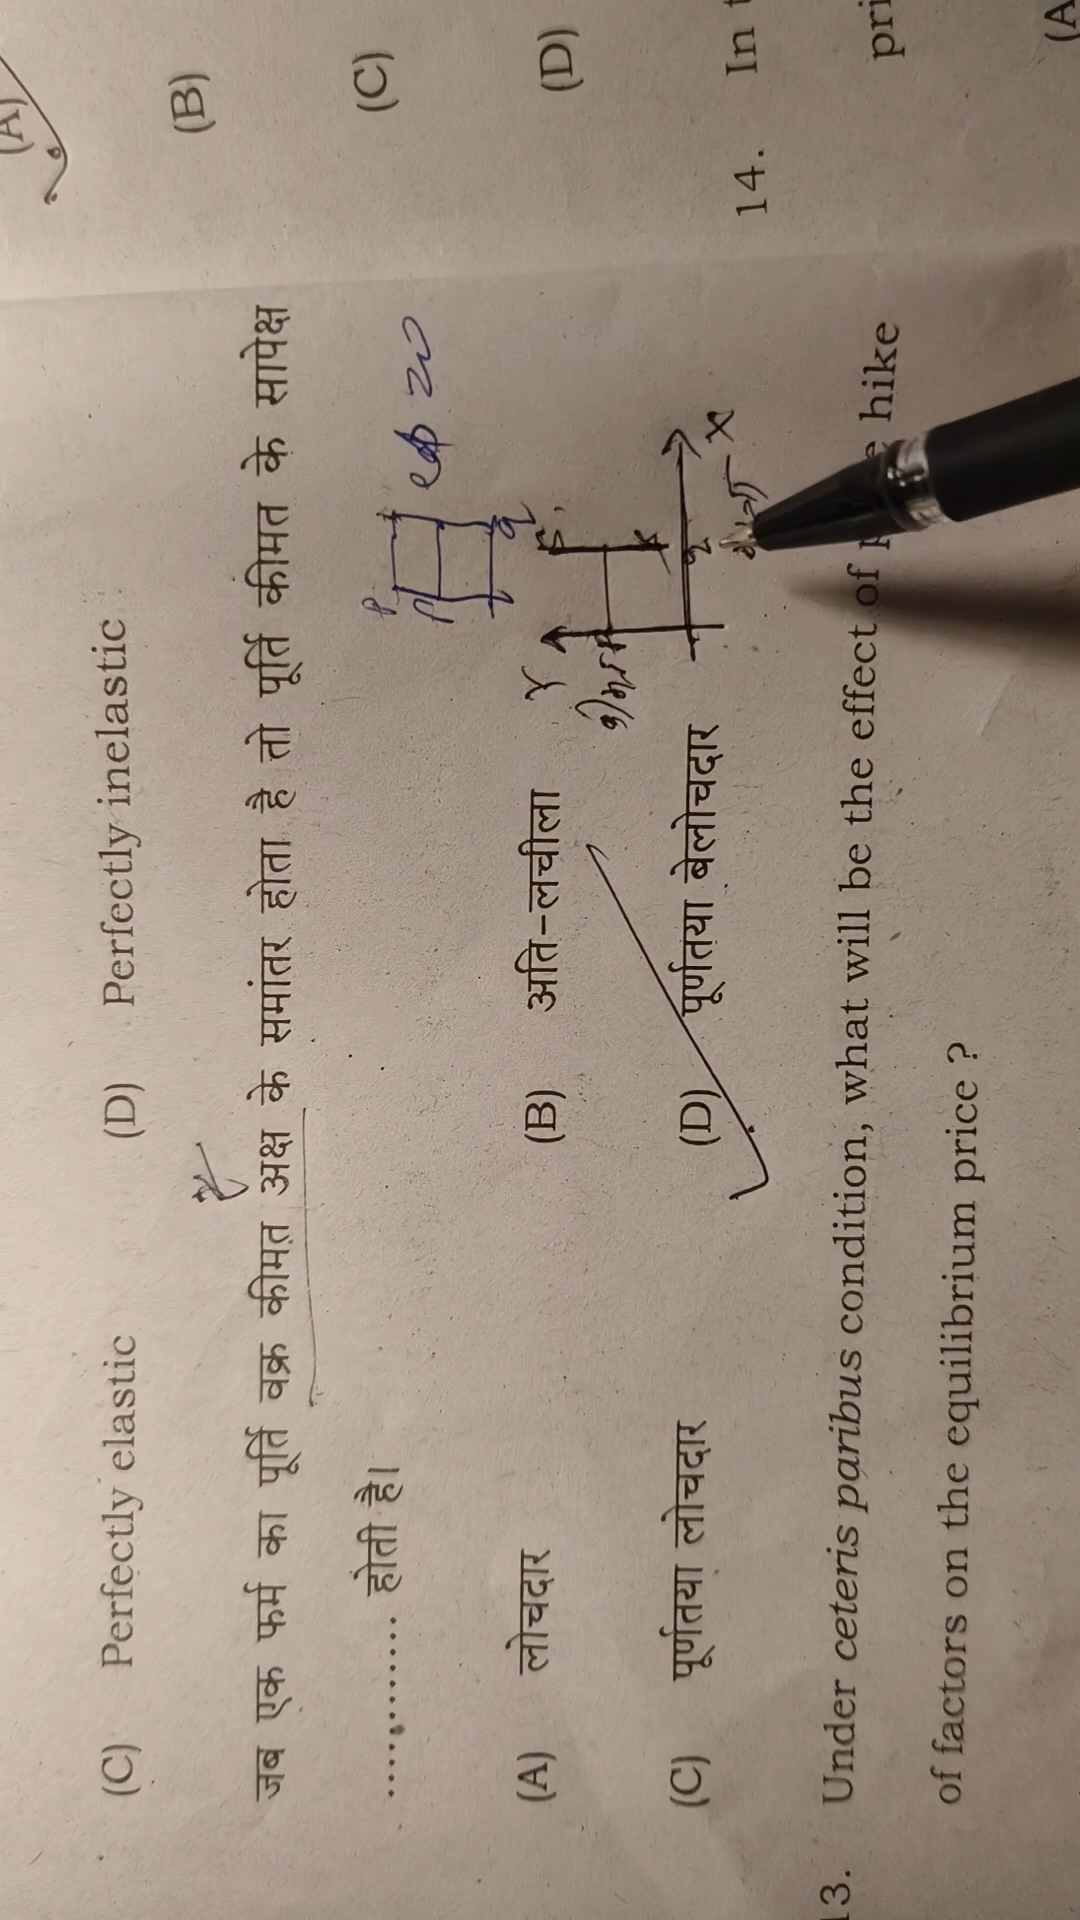 (C) Perfectly elastic (D) Perfectly inelastic
जब एक फर्म का पूर्ति वक्र कीमत अक्ष के समांतर होता है तो पूर्ति कीमत के सापेक्ष
............ होती है।
(A) लोचदार (B) अति-लचीला
(C) पूर्णतया लोचदार (D) पूर्णतया बेलोचदार
Y
X
13. Under ceteris paribus condition, what will be the effect of hike
of factors on the equilibrium price ?
(A)
(B)
(C)
(D)
14. In
pri
(A